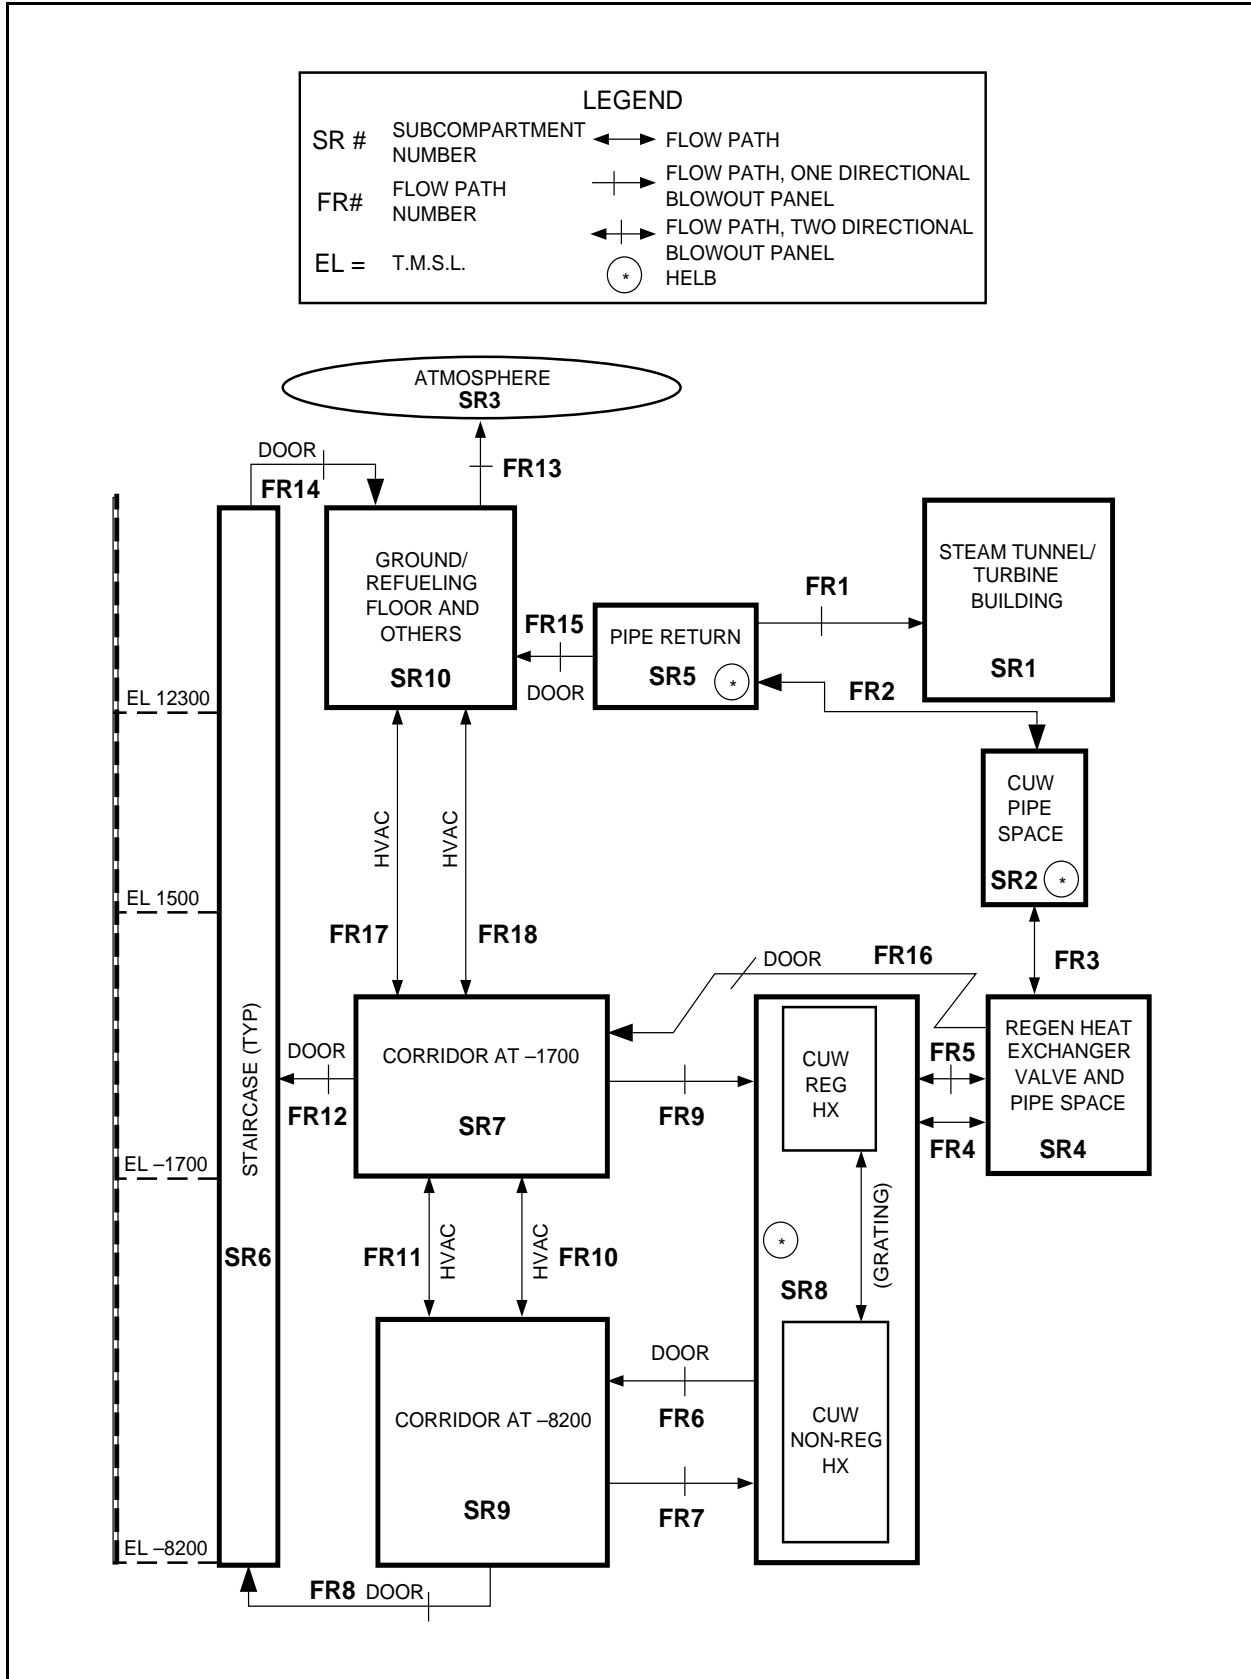 LEGEND
SR # SUBCOMPARTMENT NUMBER
FR# FLOW PATH NUMBER
EL = T.M.S.L.
FLOW PATH
FLOW PATH, ONE DIRECTIONAL
BLOWOUT PANEL
FLOW PATH, TWO DIRECTIONAL
BLOWOUT PANEL
* HELB
ATMOSPHERE
SR3
DOOR
FR14
FR13
GROUND/
REFUELING
FLOOR AND
OTHERS
SR10
FR15
DOOR
PIPE RETURN
SR5 *
FR1
STEAM TUNNEL/
TURBINE
BUILDING
SR1
FR2
EL 12300
CUW
PIPE
SPACE
SR2 *
HVAC
HVAC
EL 1500
FR17
FR18
DOOR
FR16
FR3
STAIRCASE (TYP)
DOOR
FR12
CORRIDOR AT –1700
SR7
FR9
CUW
REG
HX
FR5
FR4
REGEN HEAT
EXCHANGER
VALVE AND
PIPE SPACE
SR4
EL –1700
(GRATING)
SR6
FR11
HVAC
HVAC
FR10
*
SR8
DOOR
FR6
CORRIDOR AT –8200
SR9
FR7
CUW
NON-REG
HX
EL –8200
FR8 DOOR